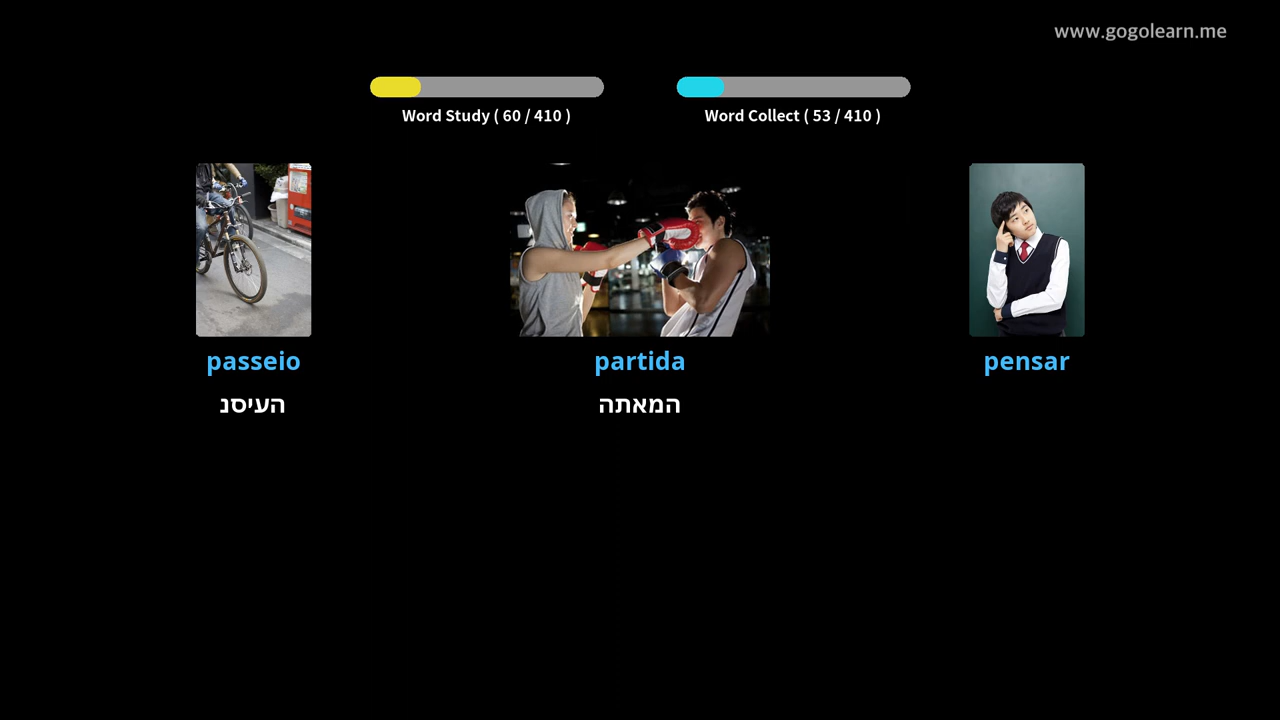 www.gogolearn.me
Word Study ( 60 / 410 )
Word Collect ( 53 / 410 )
passeio
העיסנ
partida
המאתה
pensar